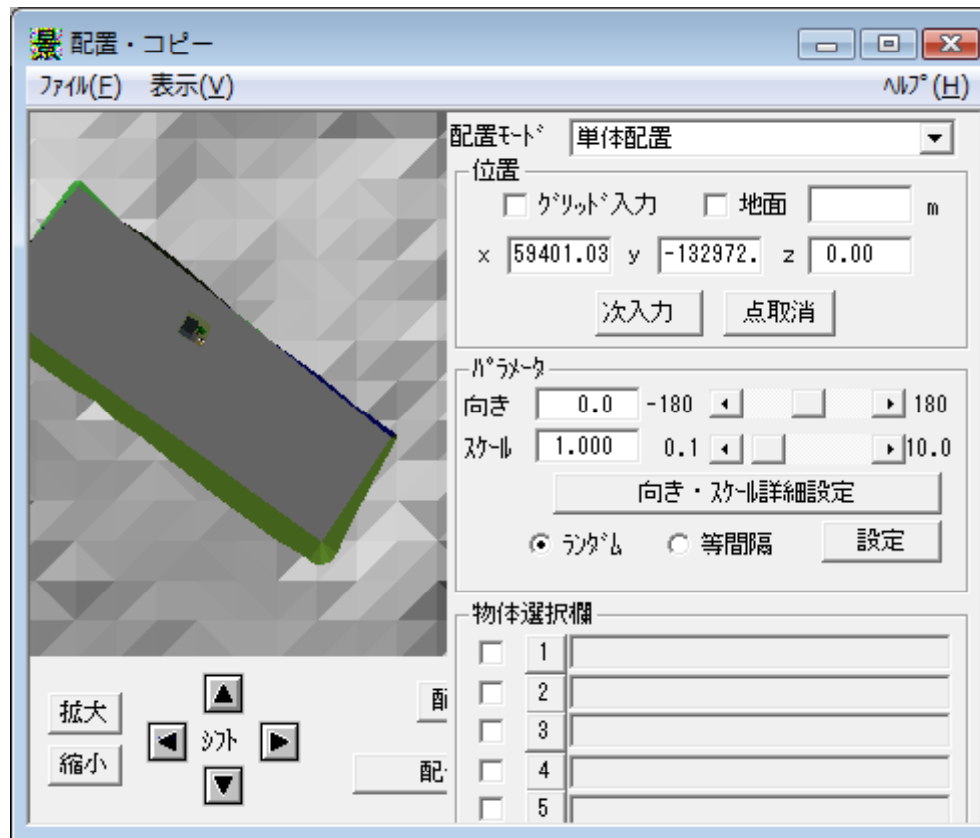 景 配置・コピー
ﾌｧｲﾙ(F) 表示(V) ﾍﾙﾌﾟ(H)
配置ﾓｰﾄﾞ 単体配置
位置
ｸﾞﾘｯﾄﾞ入力 地面 m
x 59401.03 y -132972. z 0.00
次入力 点取消
ﾊﾟﾗﾒｰﾀ
向き 0.0 -180 180
ｽｹｰﾙ 1.000 0.1 10.0
向き・ｽｹｰﾙ詳細設定
ﾗﾝﾀﾞﾑ 等間隔 設定
物体選択欄
1
2
3
4
5
拡大
縮小
ｼﾌﾄ
配
配